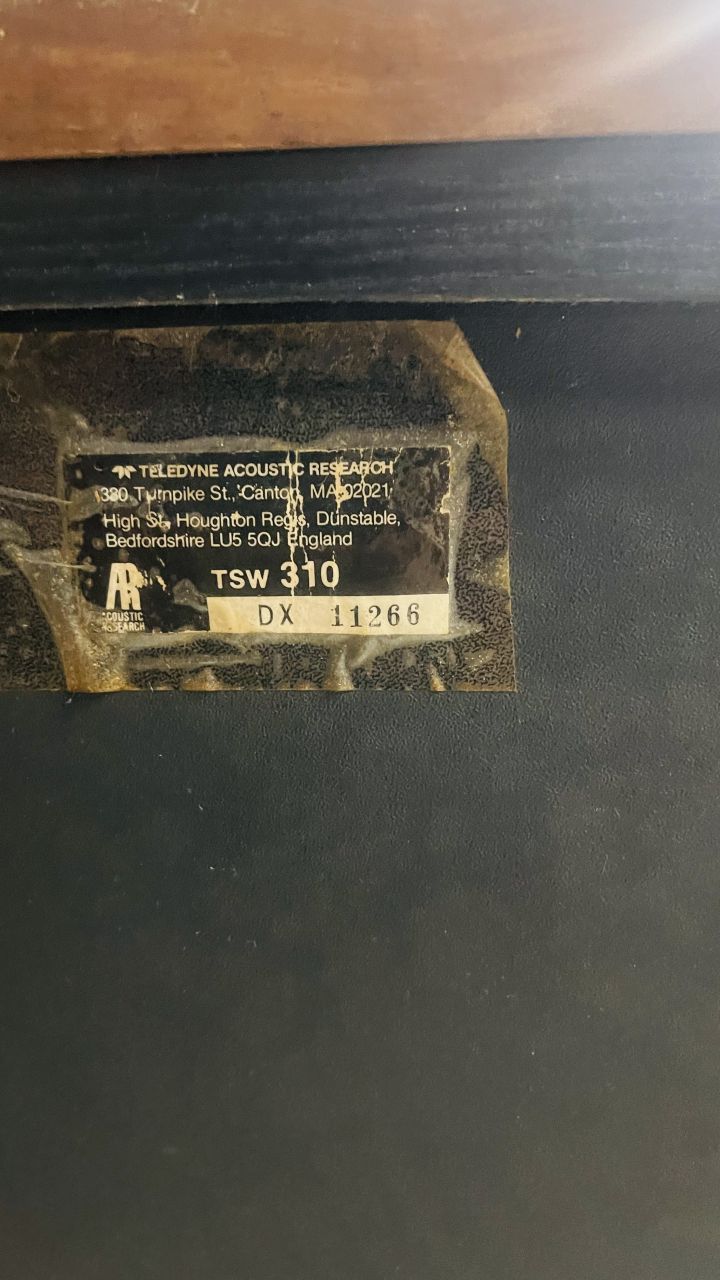 TELEDYNE ACOUSTIC RESEARCH
330 Turnpike St., Canton, MA 02021
High St., Houghton Regis, Dunstable,
Bedfordshire LU5 5QJ England
AR
ACOUSTIC
RESEARCH
TSW 310
DX 11266